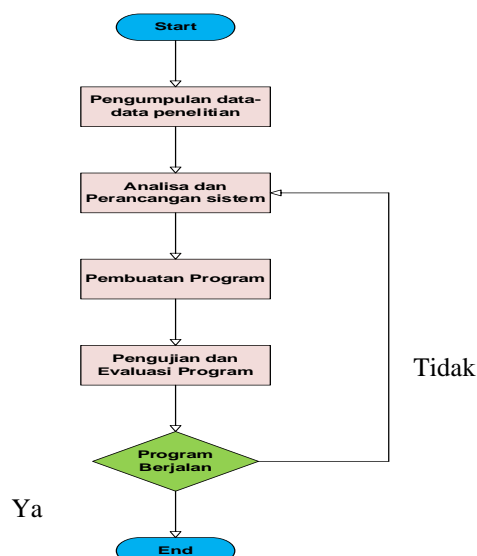 Start
Pengumpulan data-
data penelitian
Analisa dan
Perancangan sistem
Pembuatan Program
Pengujian dan
Evaluasi Program
Tidak
Program
Berjalan
Ya
End